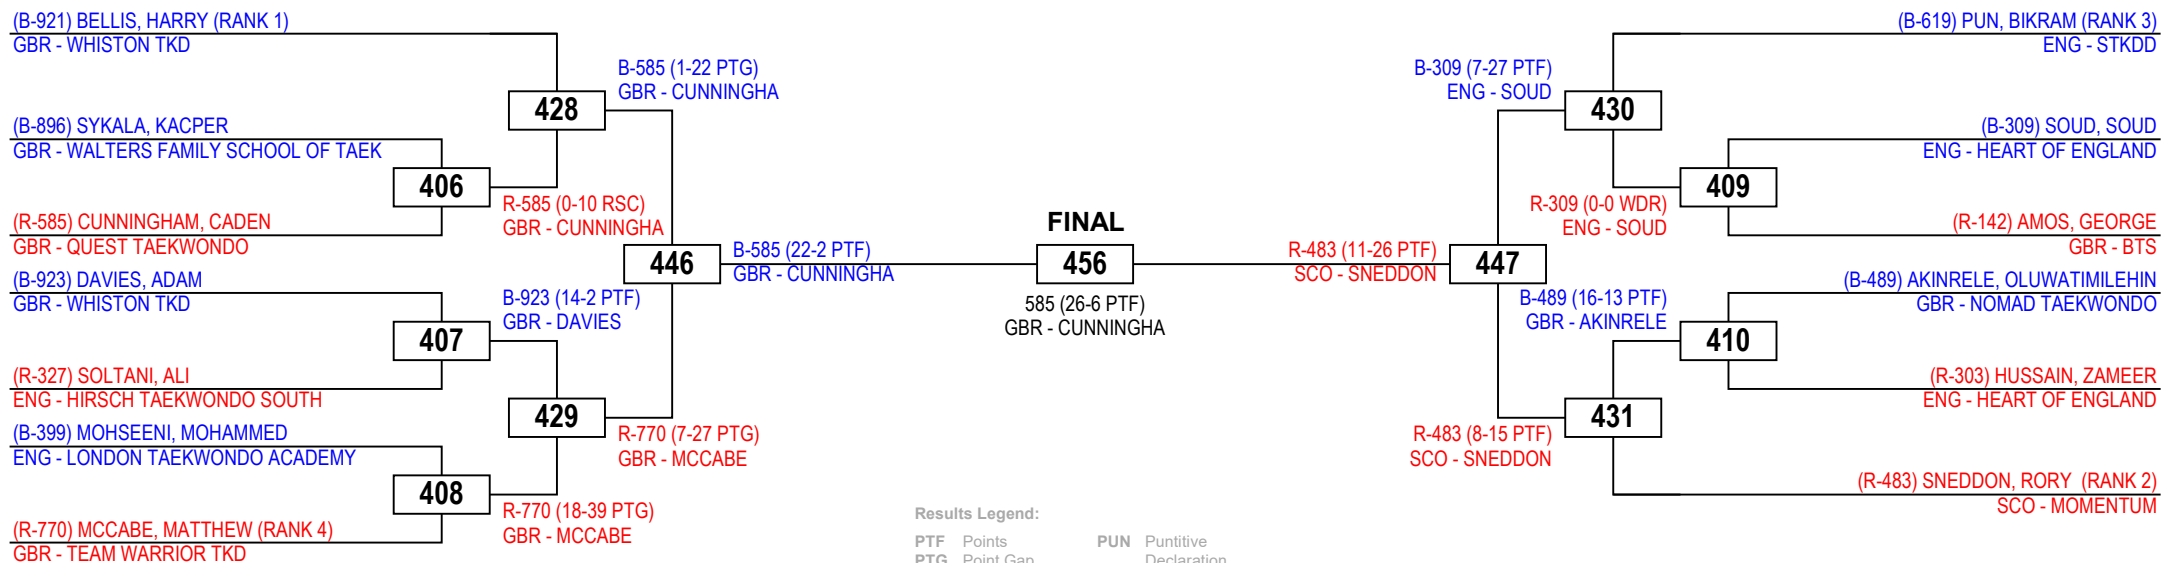 (B-921) BELLIS, HARRY (RANK 1)
GBR - WHISTON TKD
(B-896) SYKALA, KACPER
GBR - WALTERS FAMILY SCHOOL OF TAEK
(R-585) CUNNINGHAM, CADEN
GBR - QUEST TAEKWONDO
(B-923) DAVIES, ADAM
GBR - WHISTON TKD
(R-327) SOLTANI, ALI
ENG - HIRSCH TAEKWONDO SOUTH
(B-399) MOHSEENI, MOHAMMED
ENG - LONDON TAEKWONDO ACADEMY
(R-770) MCCABE, MATTHEW (RANK 4)
GBR - TEAM WARRIOR TKD
406
407
408
R-585 (0-10 RSC)
GBR - CUNNINGHA
B-923 (14-2 PTF)
GBR - DAVIES
R-770 (18-39 PTG)
GBR - MCCABE
428
429
B-585 (1-22 PTG)
GBR - CUNNINGHA
R-770 (7-27 PTG)
GBR - MCCABE
446
B-585 (22-2 PTF)
GBR - CUNNINGHA
FINAL
456
585 (26-6 PTF)
GBR - CUNNINGHA
R-483 (11-26 PTF)
SCO - SNEDDON
447
B-309 (7-27 PTF)
ENG - SOUD
R-483 (8-15 PTF)
SCO - SNEDDON
430
431
R-309 (0-0 WDR)
ENG - SOUD
B-489 (16-13 PTF)
GBR - AKINRELE
409
410
(B-619) PUN, BIKRAM (RANK 3)
ENG - STKDD
(B-309) SOUD, SOUD
ENG - HEART OF ENGLAND
(R-142) AMOS, GEORGE
GBR - BTS
(B-489) AKINRELE, OLUWATIMILEHIN
GBR - NOMAD TAEKWONDO
(R-303) HUSSAIN, ZAMEER
ENG - HEART OF ENGLAND
(R-483) SNEDDON, RORY (RANK 2)
SCO - MOMENTUM
Results Legend:
PTF Points PUN Puntitive
PTG Point Gap Declaration